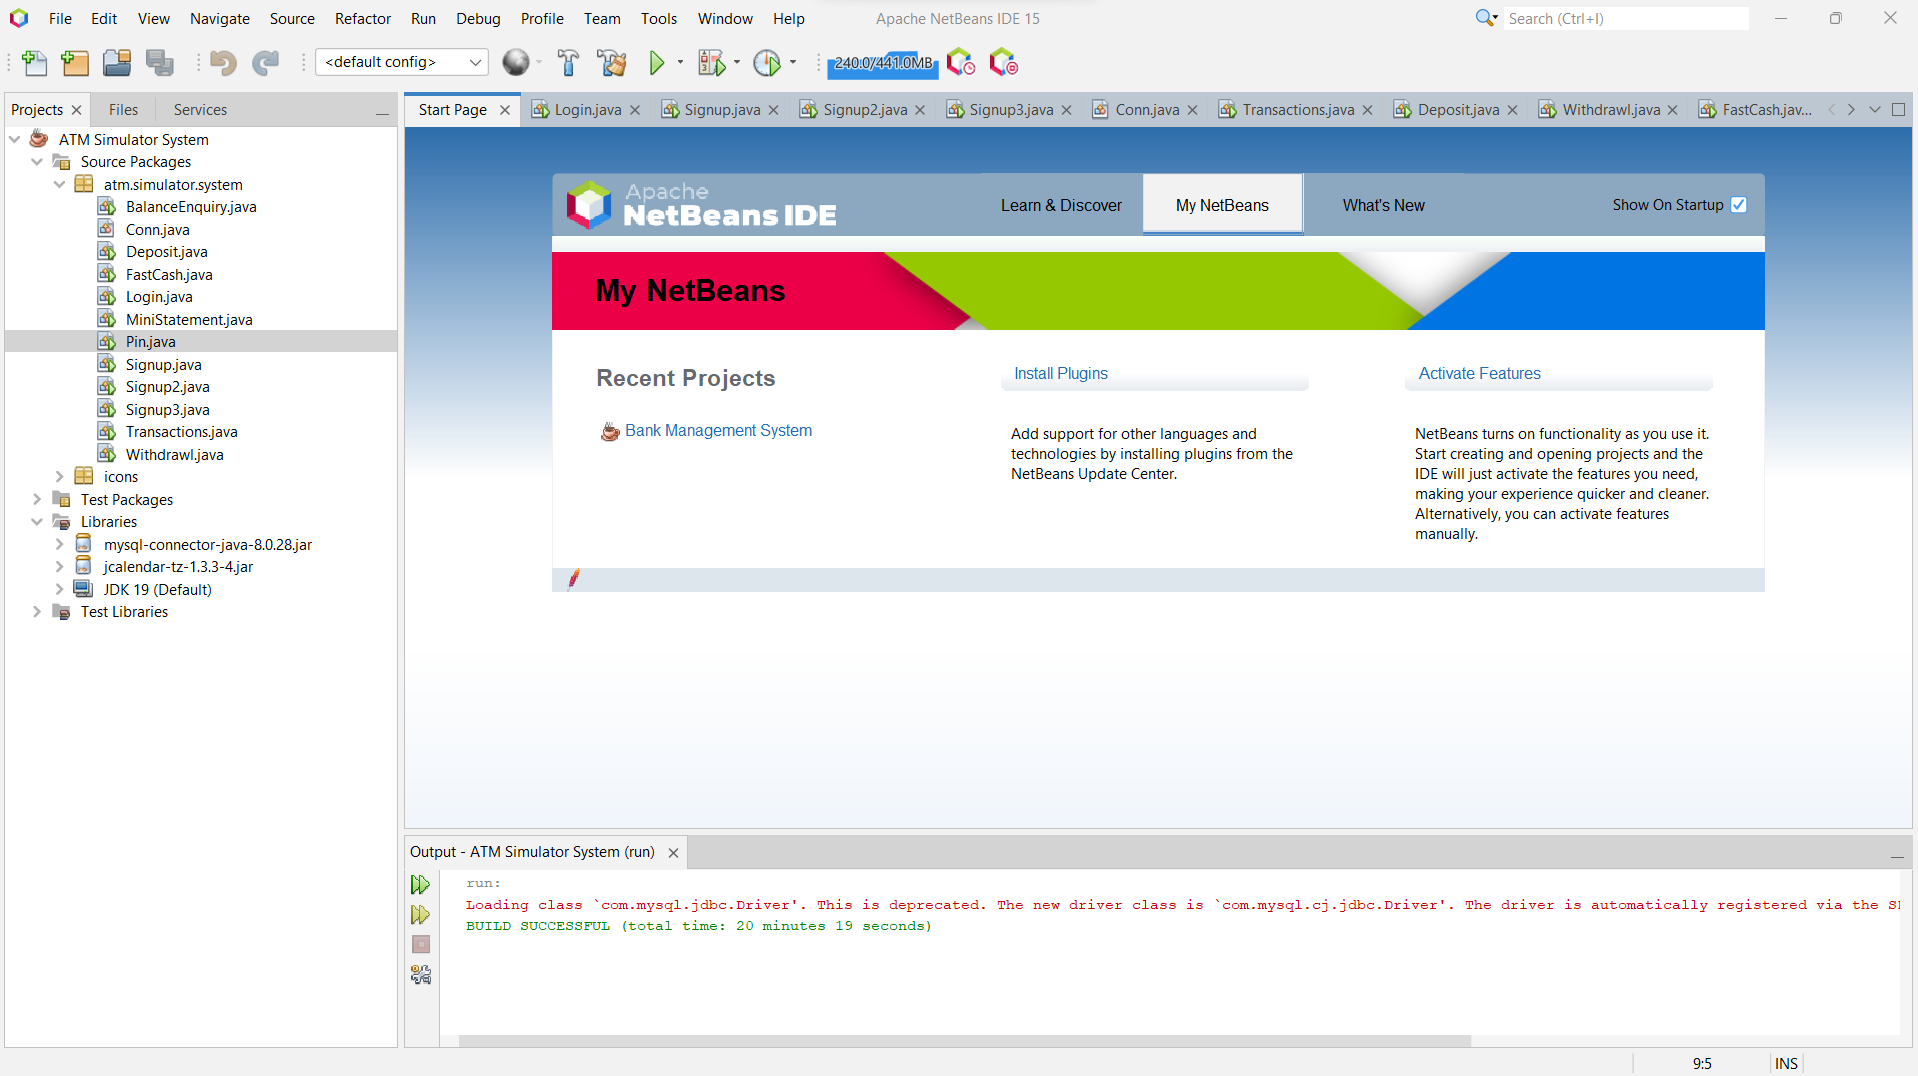 File Edit View Navigate Source Refactor Run Debug Profile Team Tools Window Help Apache NetBeans IDE 15 Search (Ctrl+I)
<default config> 240.0/441.0MB
Projects Files Services
Start Page Login.java Signup.java Signup2.java Signup3.java Conn.java Transactions.java Deposit.java Withdrawl.java FastCash.jav...
ATM Simulator System
Source Packages
atm.simulator.system
BalanceEnquiry.java
Conn.java
Deposit.java
FastCash.java
Login.java
MiniStatement.java
Pin.java
Signup.java
Signup2.java
Signup3.java
Transactions.java
Withdrawl.java
icons
Test Packages
Libraries
mysql-connector-java-8.0.28.jar
jcalendar-tz-1.3.3-4.jar
JDK 19 (Default)
Test Libraries
Apache
NetBeans IDE
Learn & Discover My NetBeans What's New Show On Startup
My NetBeans
Recent Projects
Bank Management System
Install Plugins
Add support for other languages and
technologies by installing plugins from the
NetBeans Update Center.
Activate Features
NetBeans turns on functionality as you use it.
Start creating and opening projects and the
IDE will just activate the features you need,
making your experience quicker and cleaner.
Alternatively, you can activate features
manually.
Output - ATM Simulator System (run)
run:
Loading class `com.mysql.jdbc.Driver'. This is deprecated. The new driver class is `com.mysql.cj.jdbc.Driver'. The driver is automatically registered via the
BUILD SUCCESSFUL (total time: 20 minutes 19 seconds)
9:5 INS